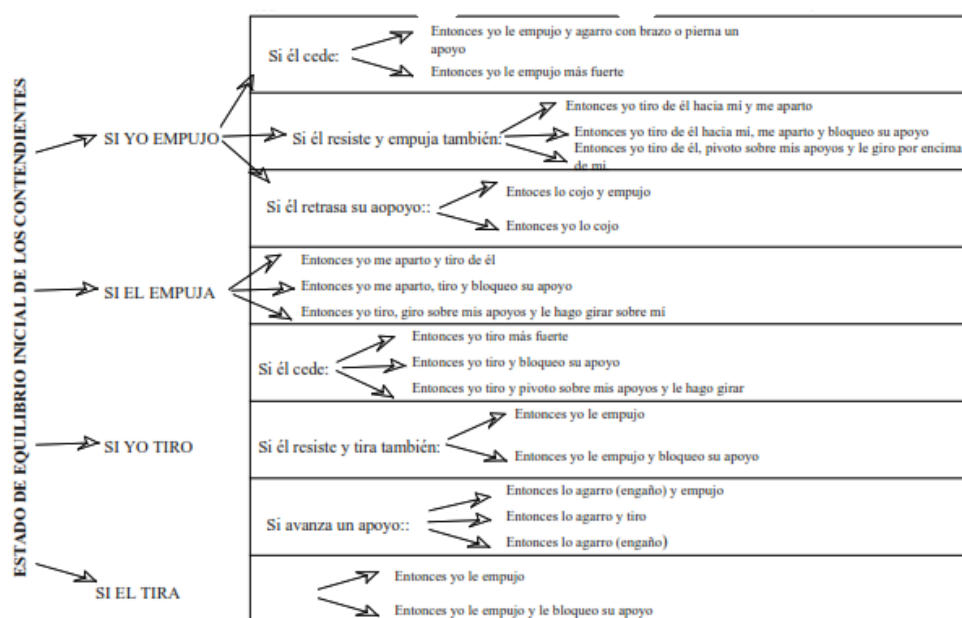 ESTADO DE EQUILIBRIO INICIAL DE LOS CONTENDIENTES
SI YO EMPUJO
Si él cede:
Entonces yo le empujo y agarro con brazo o pierna un
apoyo
Entonces yo le empujo más fuerte
Si él resiste y empuja también:
Entonces yo tiro de él hacia mí y me aparto
Entonces yo tiro de él hacia mí, me aparto y bloqueo su apoyo
Entonces yo tiro de él, pivoto sobre mis apoyos y le giro por encima
de mi.
Si él retrasa su aopoyo::
Entoces lo cojo y empujo
Entonces yo lo cojo
SI EL EMPUJA
Entonces yo me aparto y tiro de él
Entonces yo me aparto, tiro y bloqueo su apoyo
Entonces yo tiro, giro sobre mis apoyos y le hago girar sobre mí
SI YO TIRO
Si él cede:
Entonces yo tiro más fuerte
Entonces yo tiro y bloqueo su apoyo
Entonces yo tiro y pivoto sobre mis apoyos y le hago girar
Si él resiste y tira también:
Entonces yo le empujo
Entonces yo le empujo y bloqueo su apoyo
Si avanza un apoyo::
Entonces lo agarro (engaño) y empujo
Entonces lo agarro y tiro
Entonces lo agarro (engaño)
SI EL TIRA
Entonces yo le empujo
Entonces yo le empujo y le bloqueo su apoyo